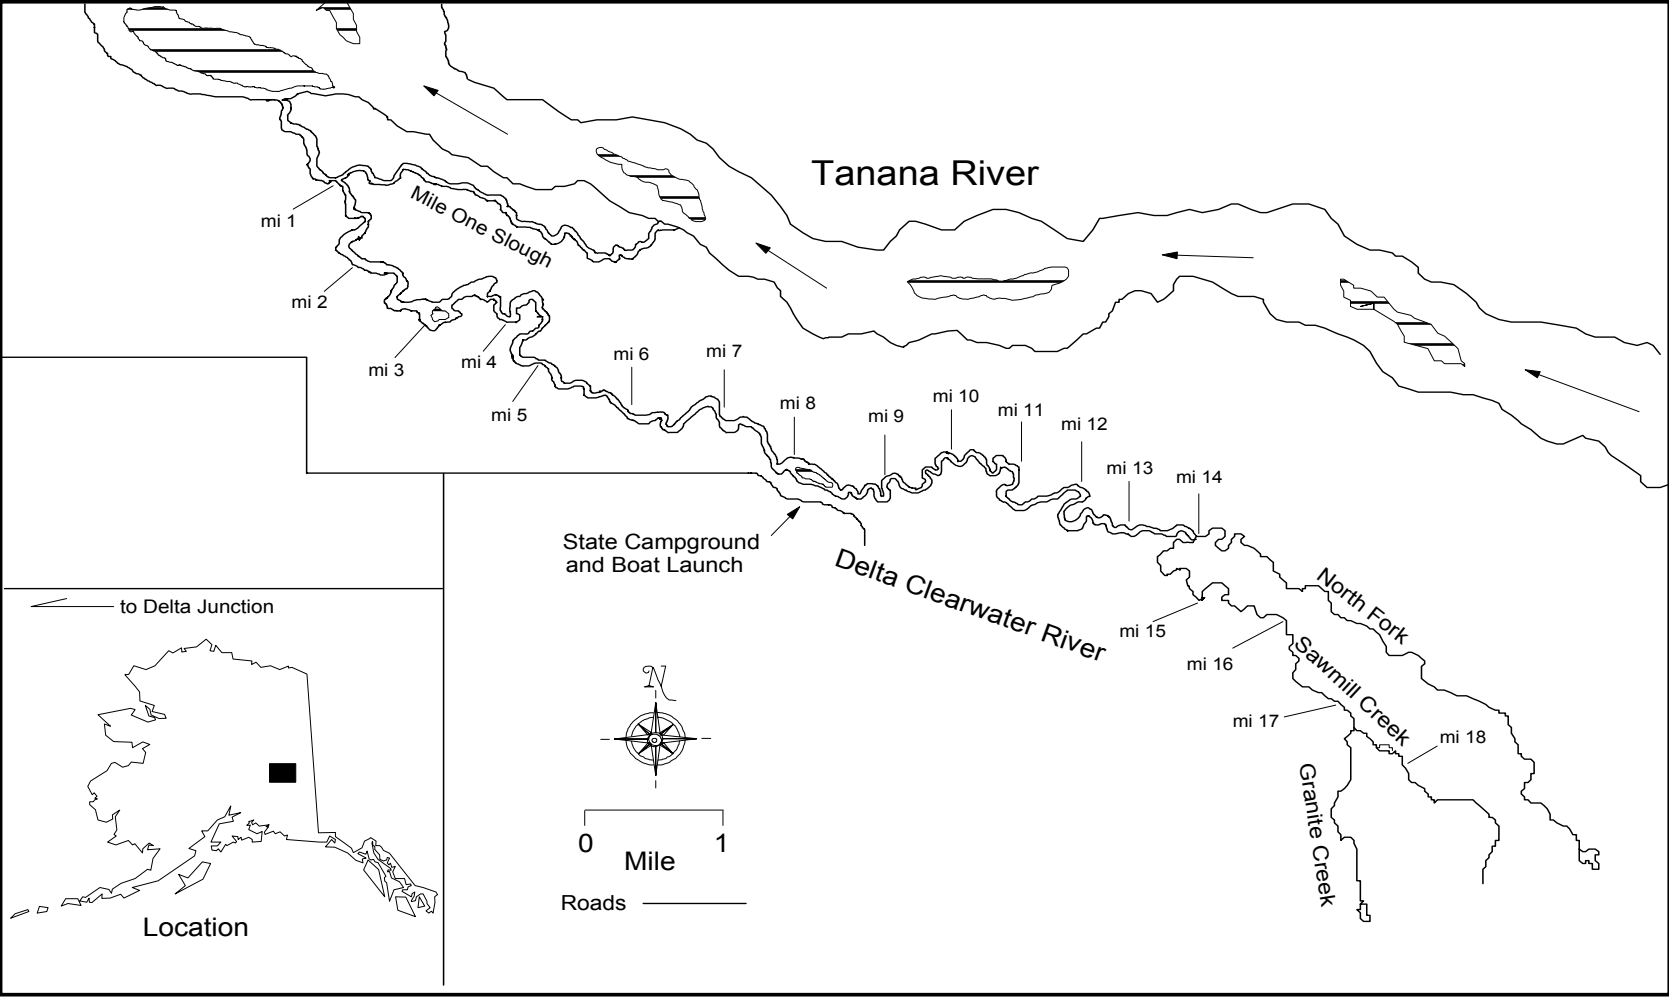 Tanana River
Mile One Slough
mi 1
mi 2
mi 3
mi 4
mi 5
mi 6
mi 7
mi 8
mi 9
mi 10
mi 11
mi 12
mi 13
mi 14
State Campground
and Boat Launch
Delta Clearwater River
North Fork
mi 15
mi 16
Sawmill Creek
mi 17
mi 18
Granite Creek
to Delta Junction
Location
N
0
1
Mile
Roads